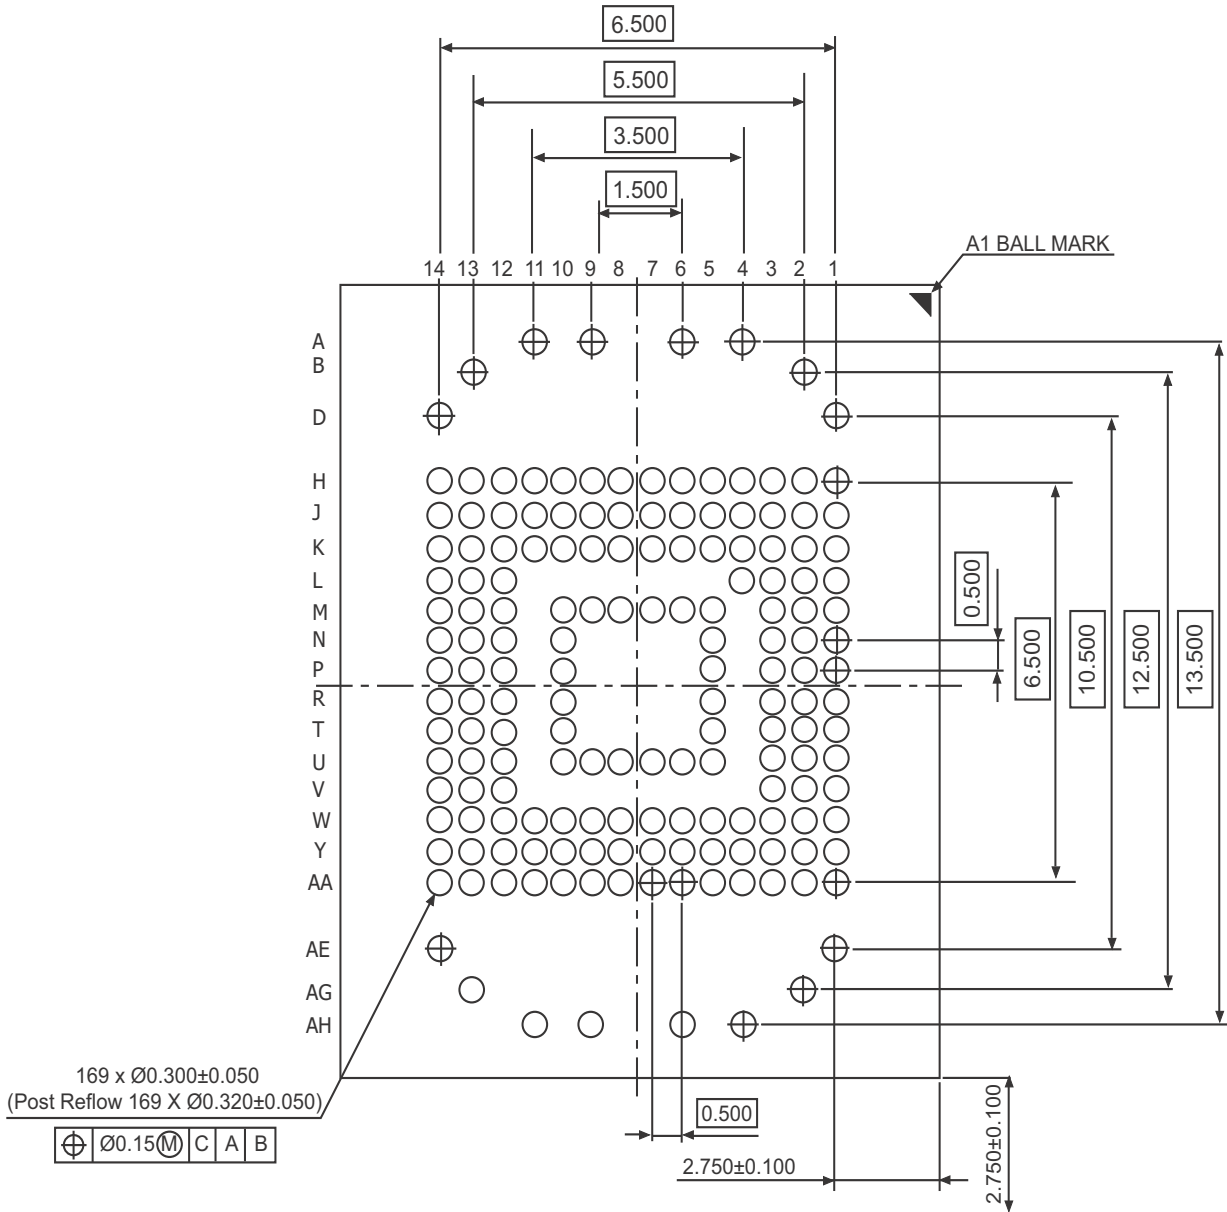 6.500
5.500
3.500
1.500
A1 BALL MARK
14 13 12 11 10 9 8 7 6 5 4 3 2 1
A
B
D
H
J
K
L
M
N
P
R
T
U
V
W
Y
AA
AE
AG
AH
0.500
6.500
10.500
12.500
13.500
169 x Ø0.300±0.050
(Post Reflow 169 X Ø0.320±0.050)
⌖ Ø0.15Ⓜ C A B
0.500
2.750±0.100
2.750±0.100